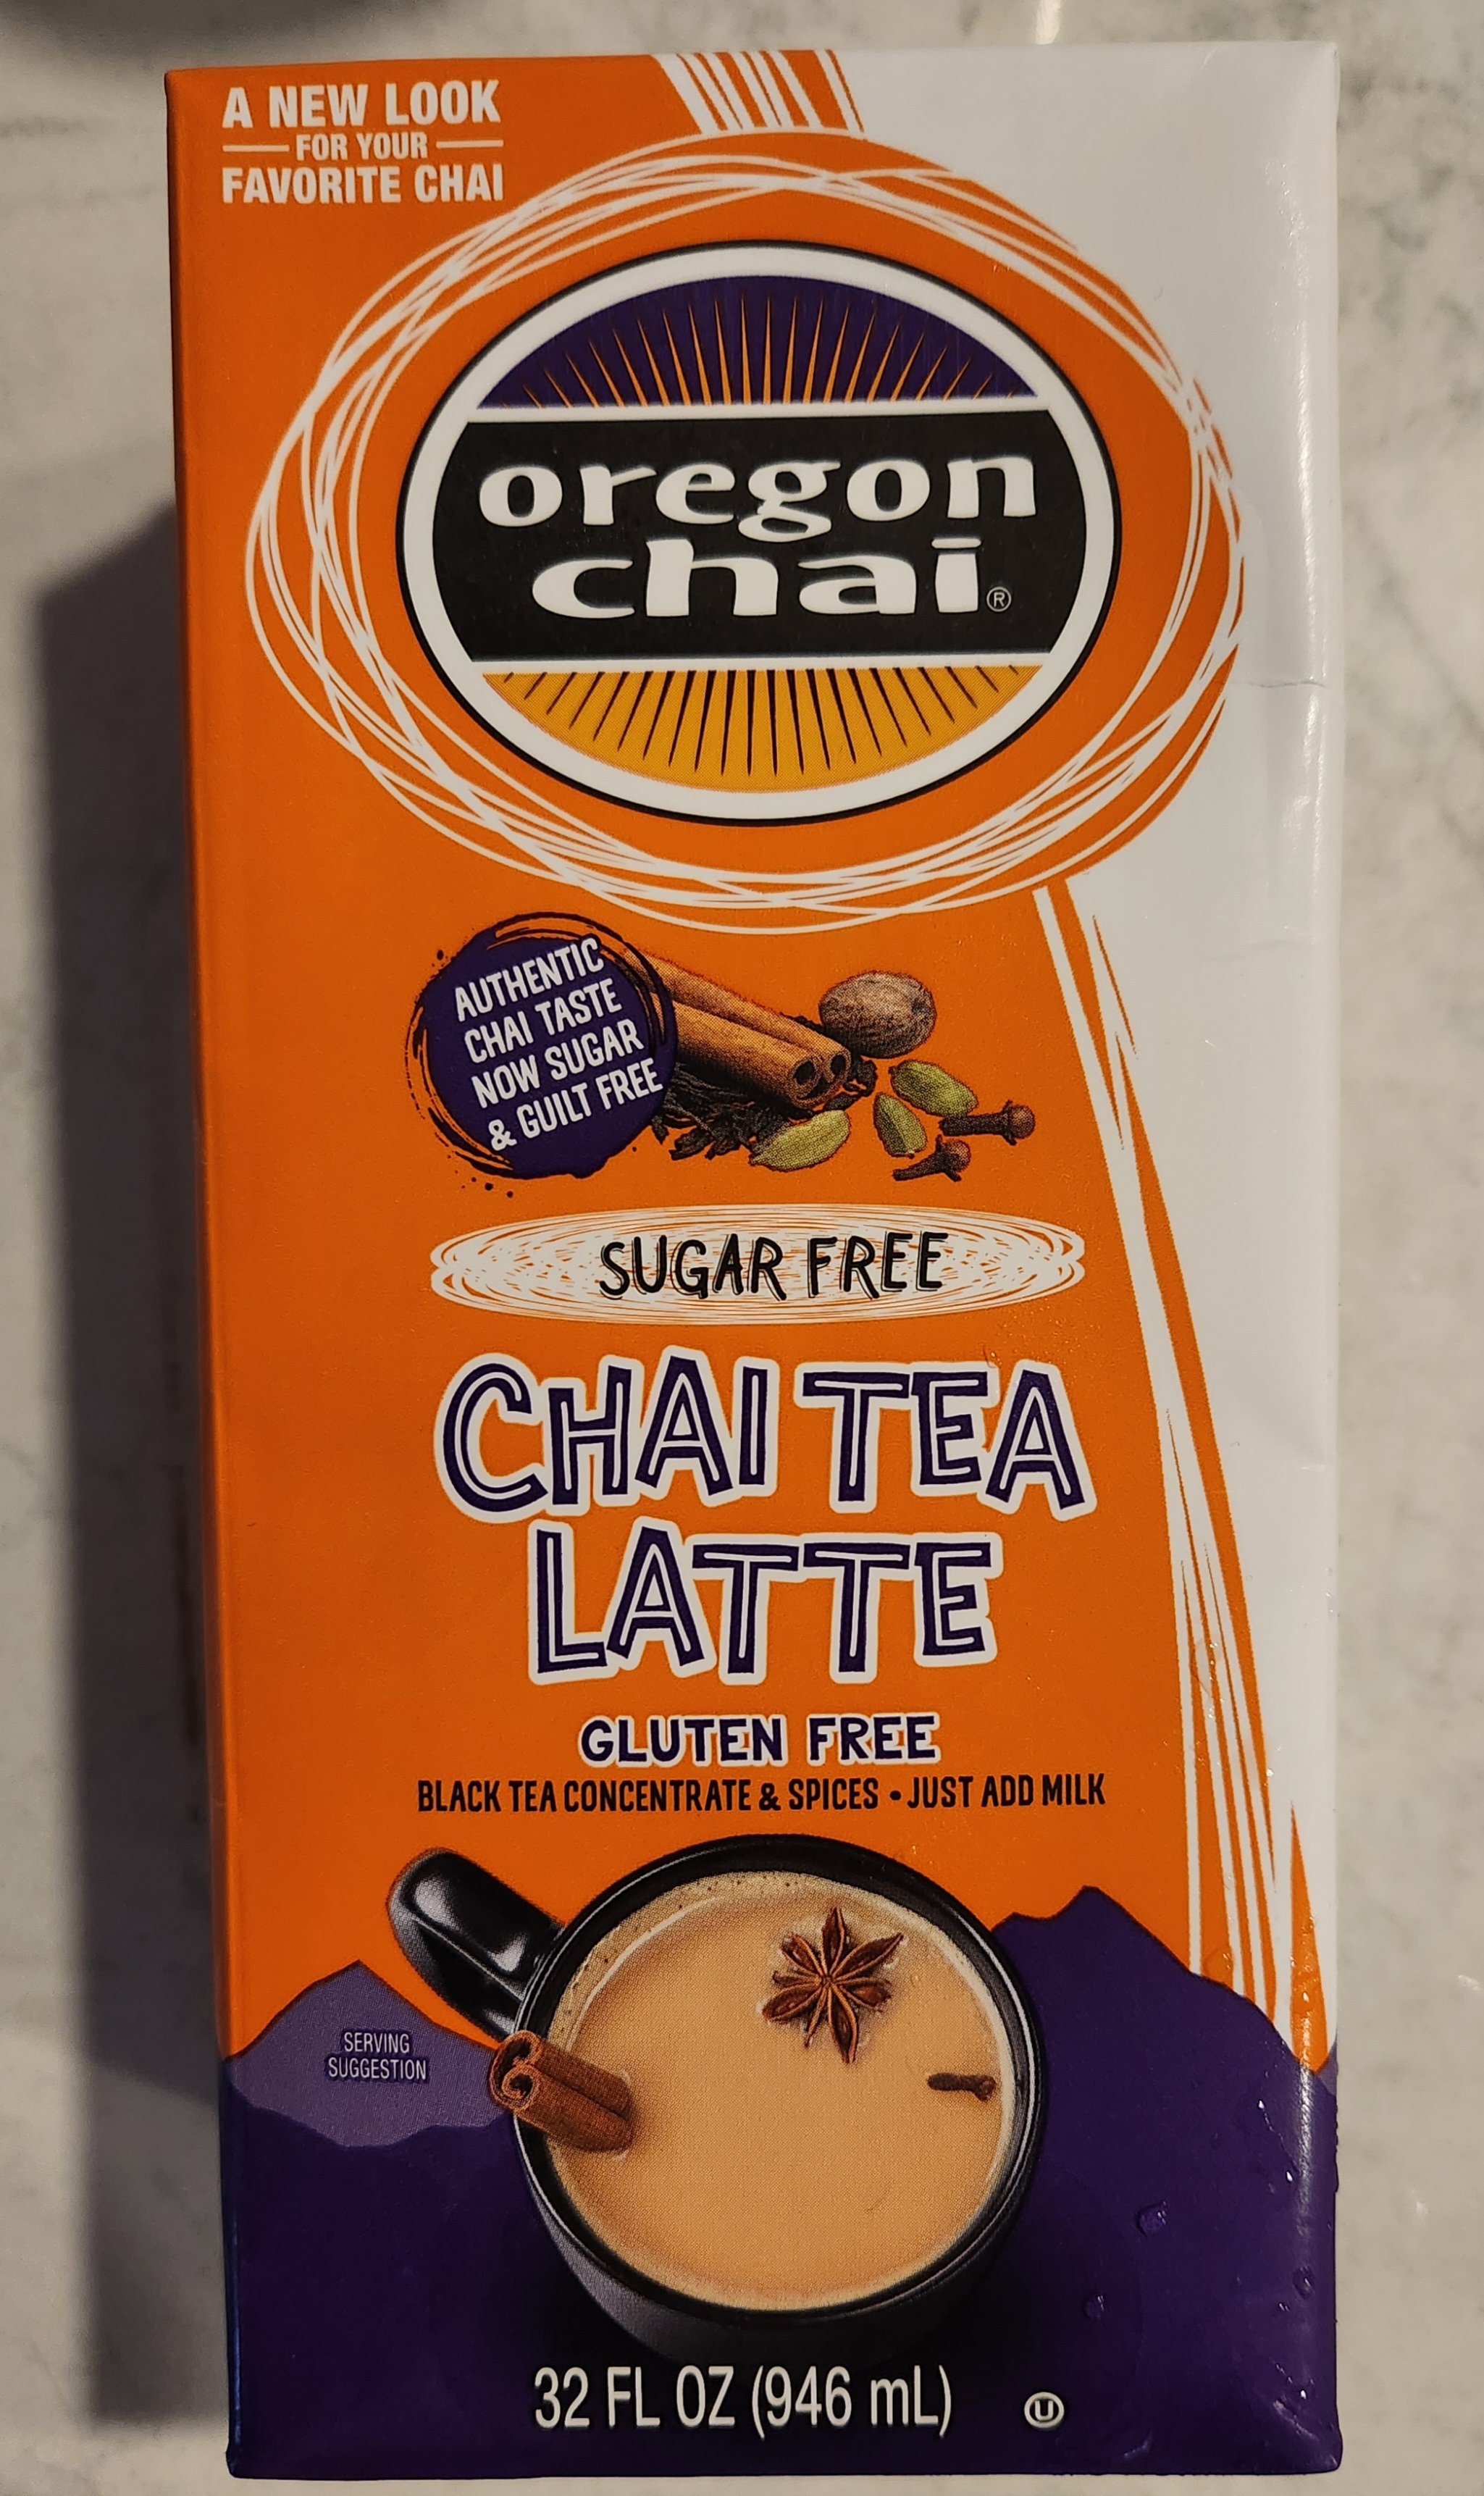 A NEW LOOK
FOR YOUR
FAVORITE CHAI
oregon
chai®
AUTHENTIC
CHAI TASTE
NOW SUGAR
& GUILT FREE
SUGAR FREE
CHAI TEA
LATTE
GLUTEN FREE
BLACK TEA CONCENTRATE & SPICES • JUST ADD MILK
SERVING
SUGGESTION
32 FL OZ (946 mL)
U